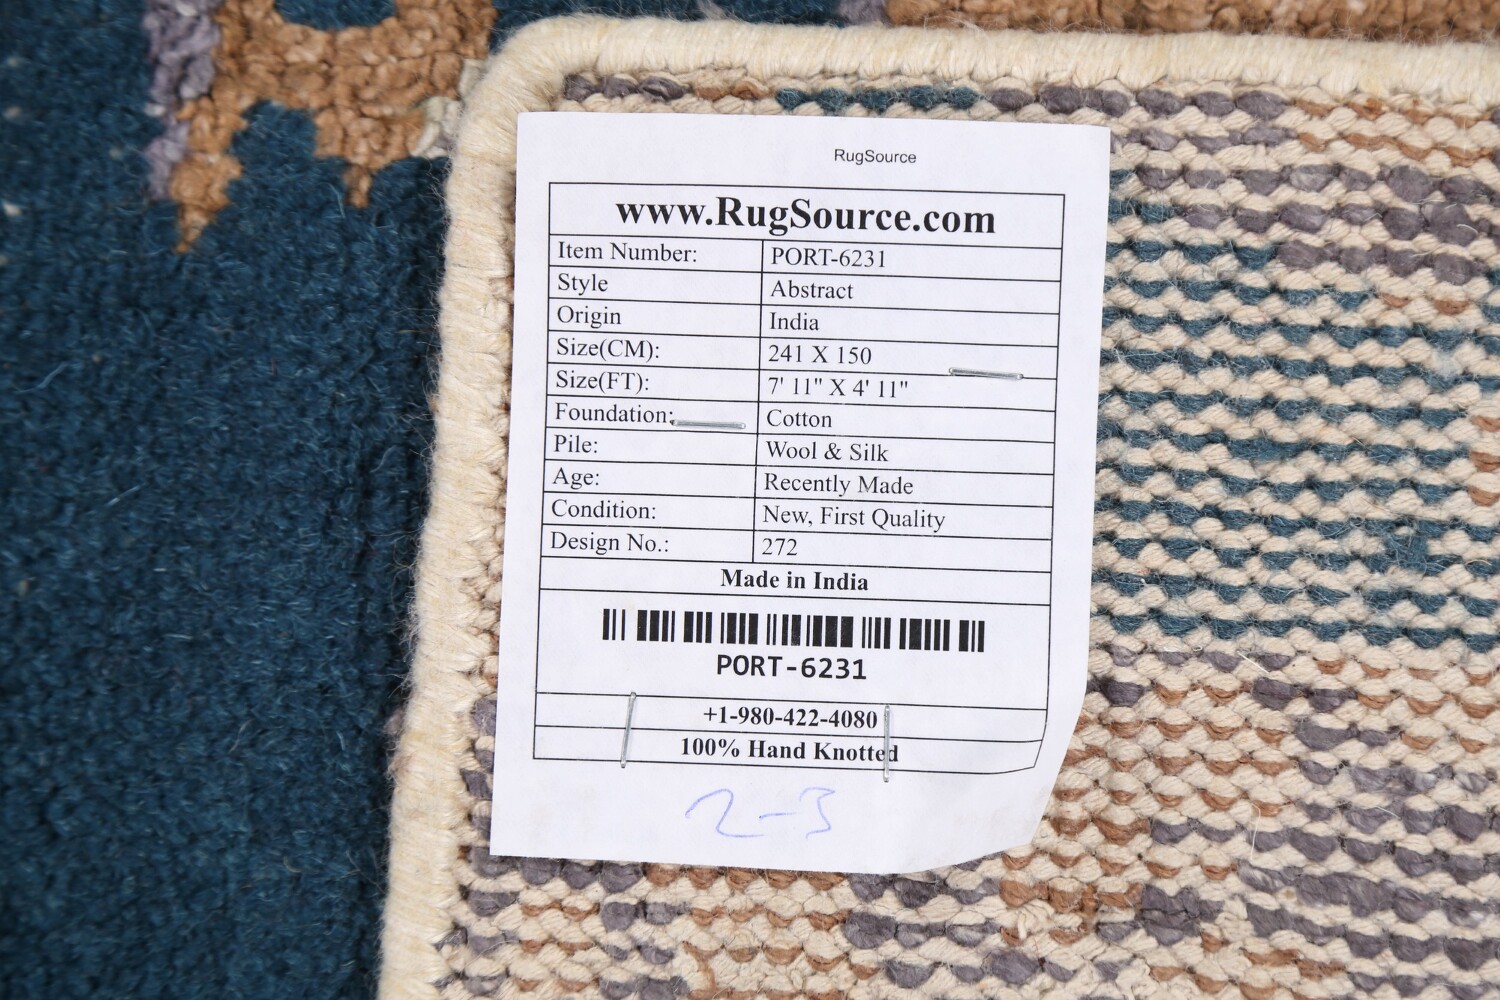 RugSource
www.RugSource.com
Item Number: PORT-6231
Style Abstract
Origin India
Size(CM): 241 X 150
Size(FT): 7' 11" X 4' 11"
Foundation: Cotton
Pile: Wool & Silk
Age: Recently Made
Condition: New, First Quality
Design No.: 272
Made in India
PORT-6231
+1-980-422-4080
100% Hand Knotted
2-3